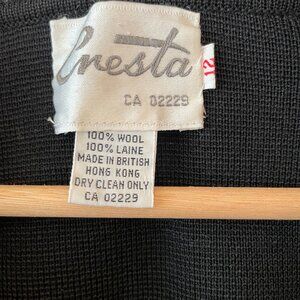 Cresta
CA 02229
12
100% WOOL
100% LAINE
MADE IN BRITISH
HONG KONG
DRY CLEAN ONLY
CA 02229